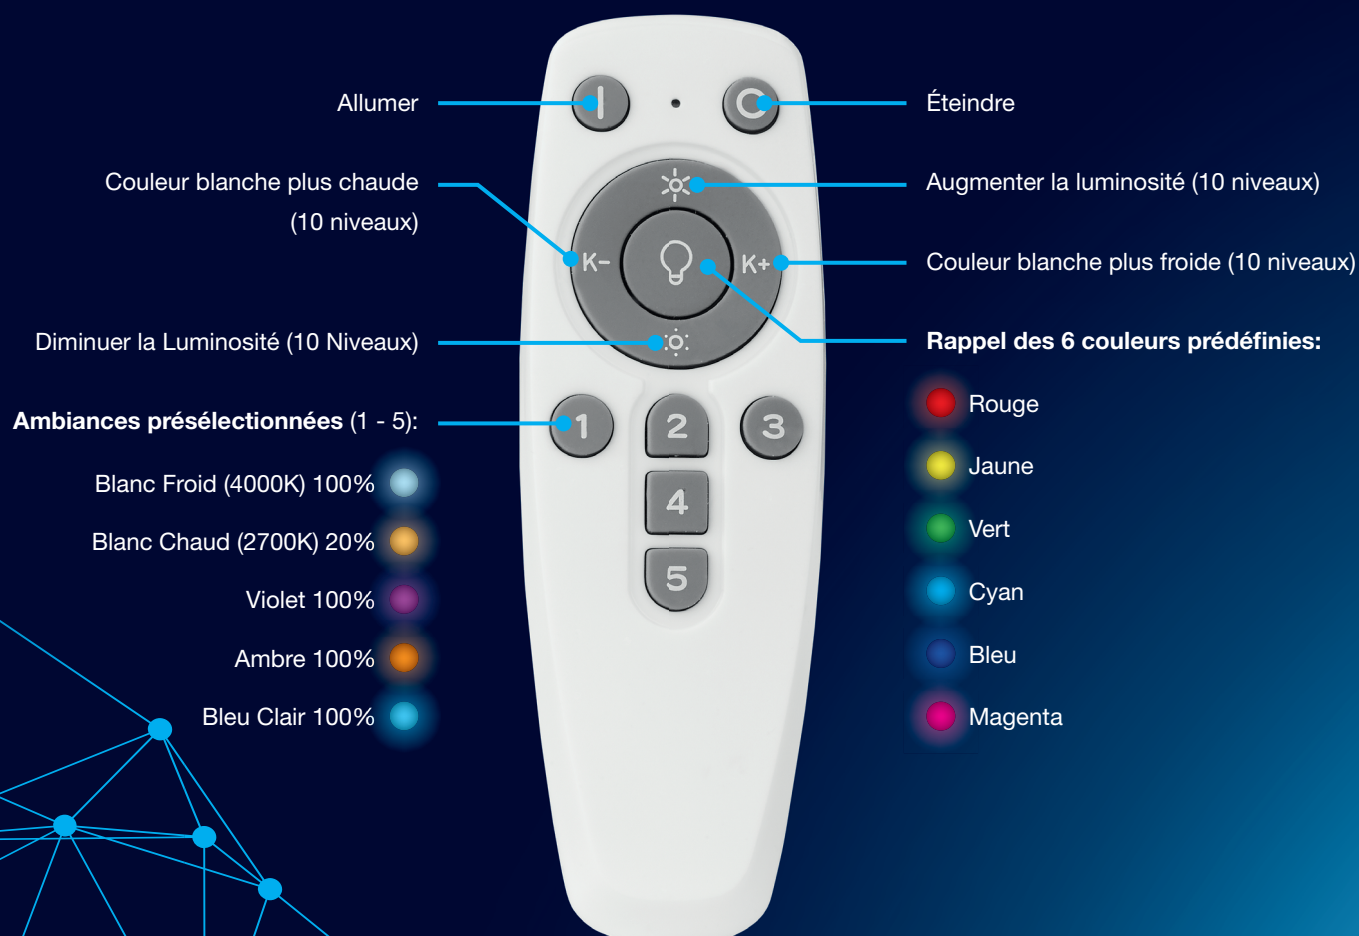 Allumer
Éteindre
Couleur blanche plus chaude
(10 niveaux)
Augmenter la luminosité (10 niveaux)
K-
K+
Couleur blanche plus froide (10 niveaux)
Diminuer la Luminosité (10 Niveaux)
Rappel des 6 couleurs prédéfinies:
Ambiances présélectionnées (1 - 5):
1
2
3
4
5
Blanc Froid (4000K) 100%
Blanc Chaud (2700K) 20%
Violet 100%
Ambre 100%
Bleu Clair 100%
Rouge
Jaune
Vert
Cyan
Bleu
Magenta